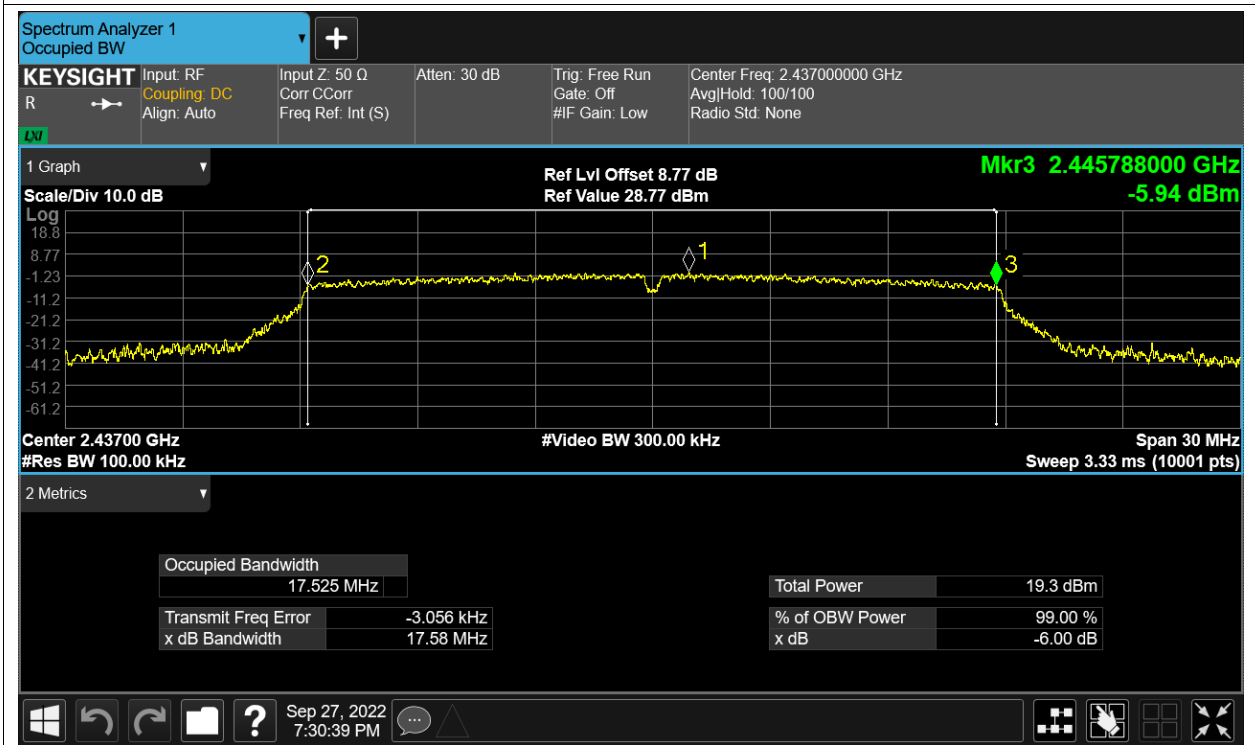 Spectrum Analyzer 1
Occupied BW
KEYSIGHT
R
LXI
Input: RF
Coupling: DC
Align: Auto
Input Z: 50 Ω
Corr CCorr
Freq Ref: Int (S)
Atten: 30 dB
Trig: Free Run
Gate: Off
#IF Gain: Low
Center Freq: 2.437000000 GHz
Avg|Hold: 100/100
Radio Std: None
1 Graph
Scale/Div 10.0 dB
Ref Lvl Offset 8.77 dB
Ref Value 28.77 dBm
Mkr3 2.445788000 GHz
-5.94 dBm
Log
18.8
8.77
-1.23
-11.2
-21.2
-31.2
-41.2
-51.2
-61.2
2
1
3
Center 2.43700 GHz
#Video BW 300.00 kHz
Span 30 MHz
#Res BW 100.00 kHz
Sweep 3.33 ms (10001 pts)
2 Metrics
Occupied Bandwidth
17.525 MHz
Transmit Freq Error -3.056 kHz
x dB Bandwidth 17.58 MHz
Total Power 19.3 dBm
% of OBW Power 99.00 %
x dB -6.00 dB
?
Sep 27, 2022
7:30:39 PM